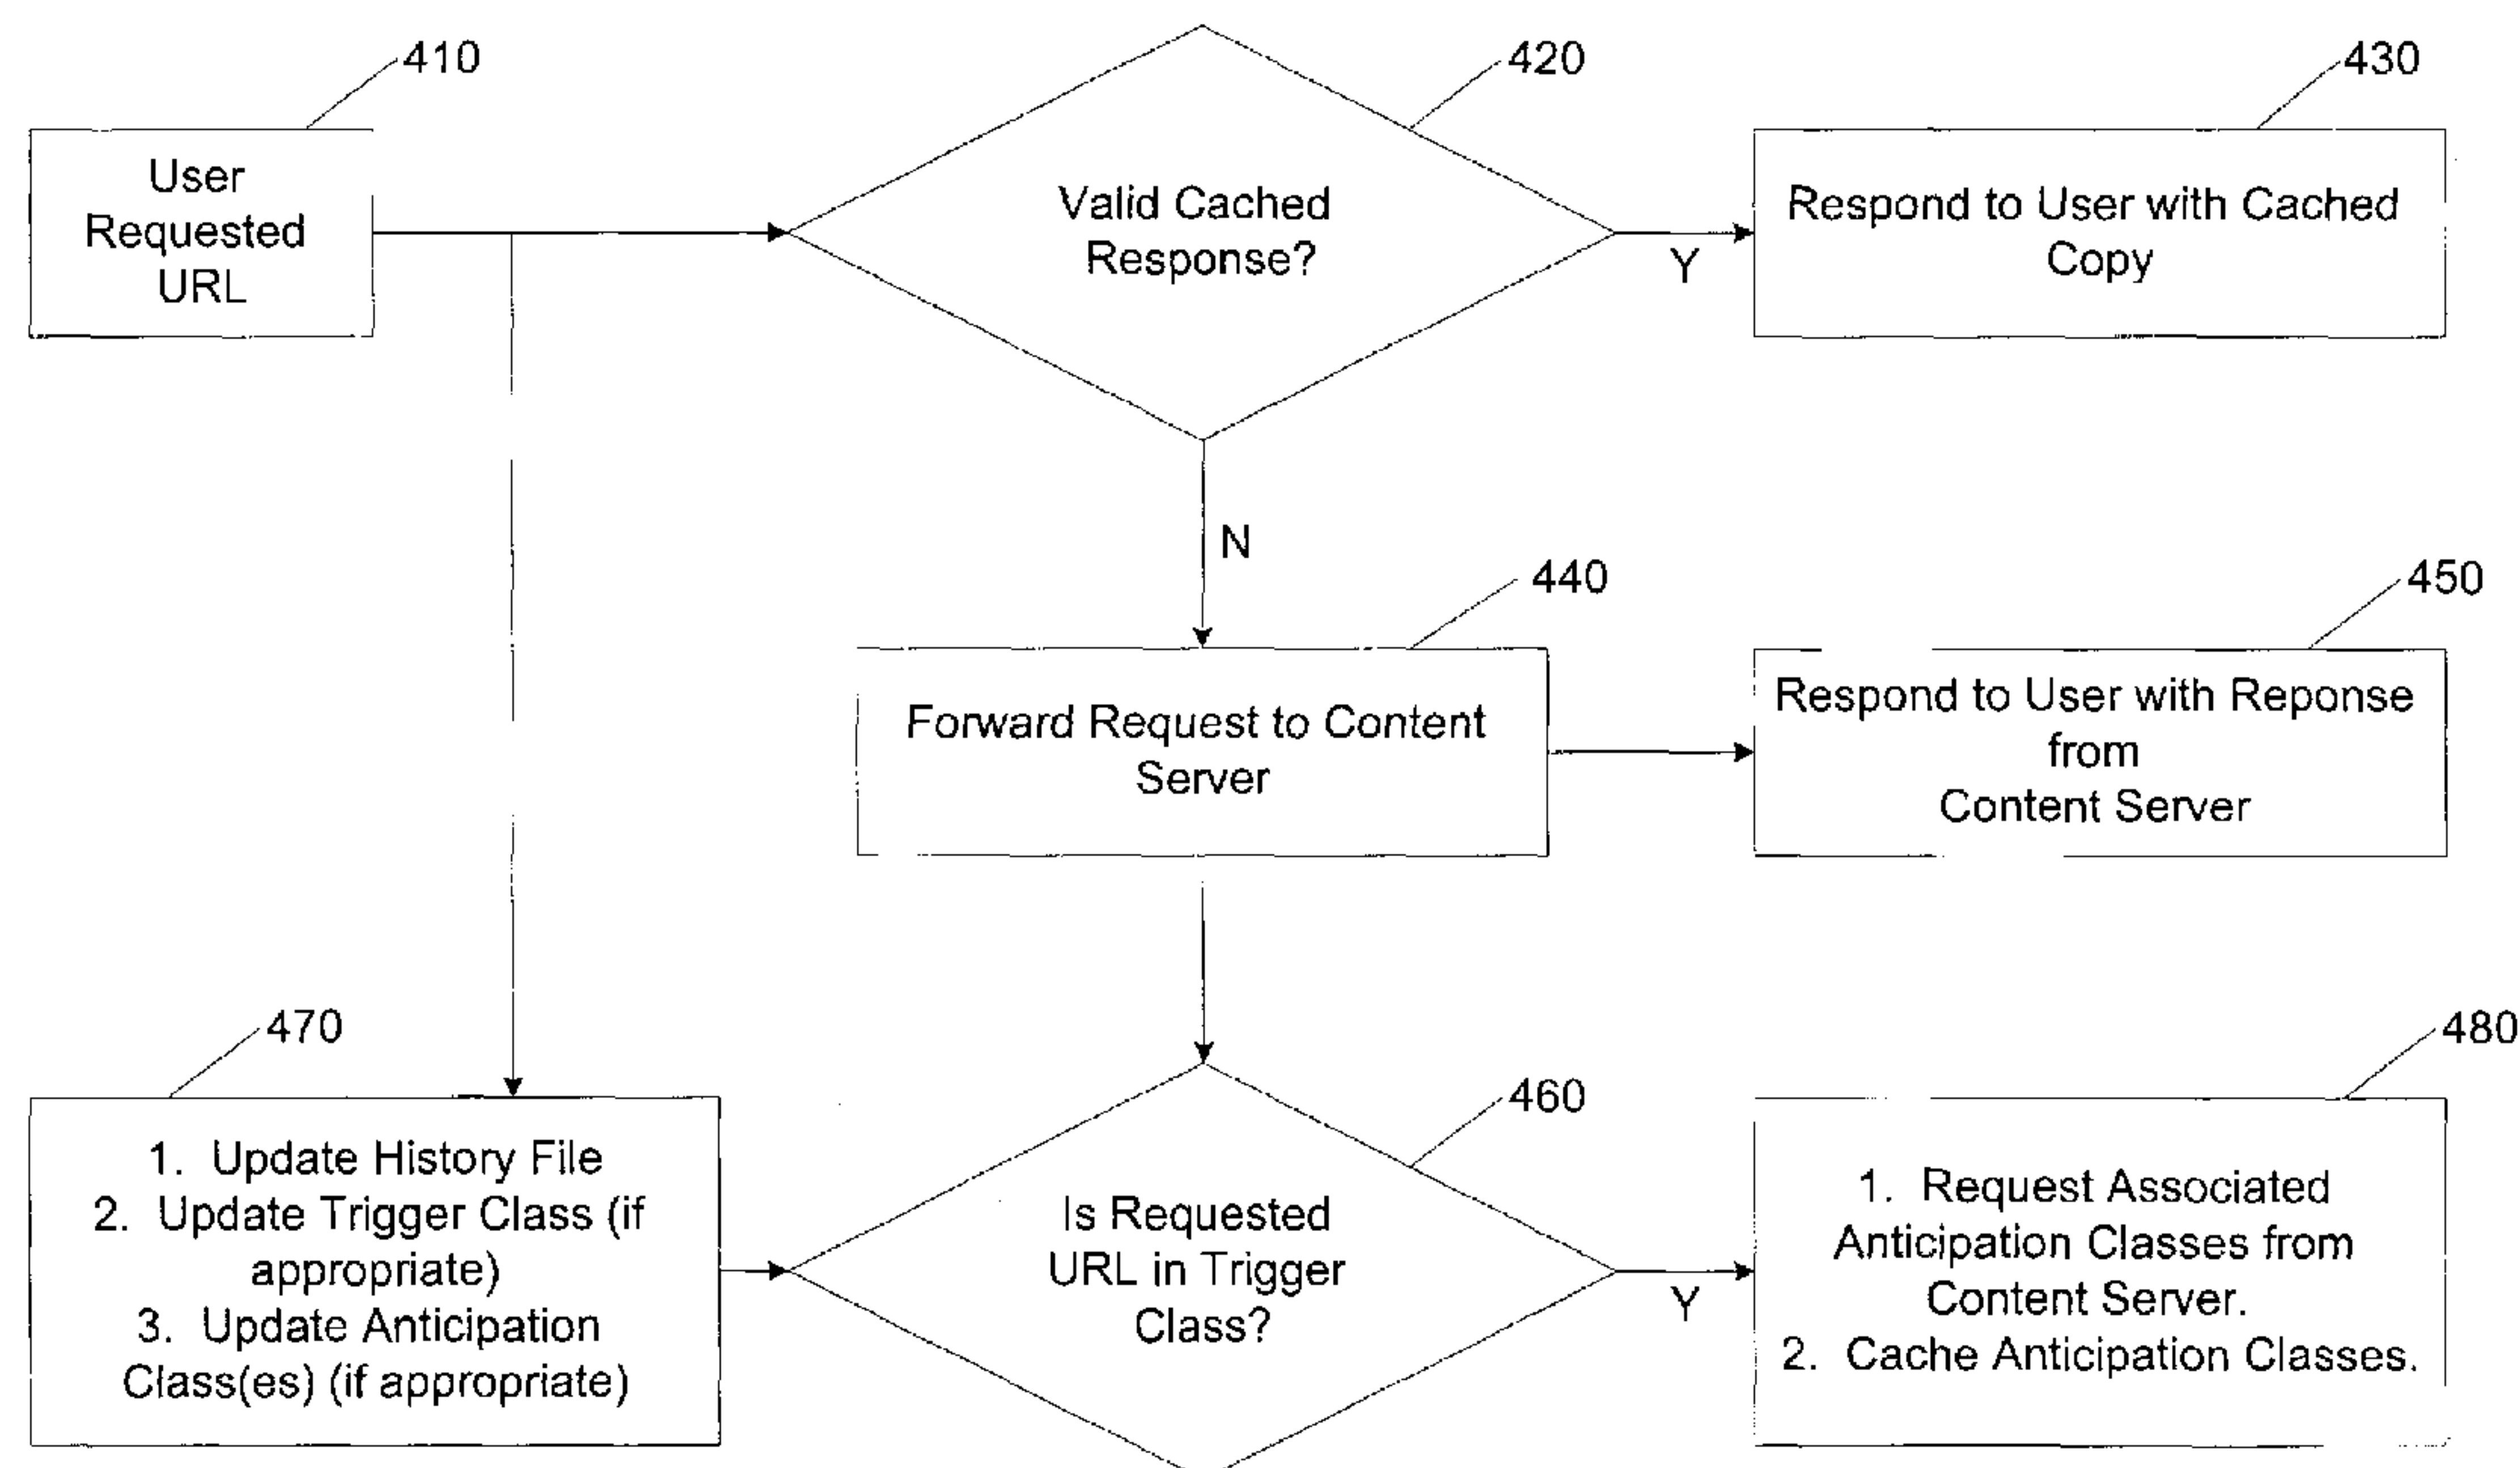 410
User
Requested
URL
420
Valid Cached
Response?
Y
430
Respond to User with Cached
Copy
N
440
Forward Request to Content
Server
450
Respond to User with Reponse
from
Content Server
470
1. Update History File
2. Update Trigger Class (if
appropriate)
3. Update Anticipation
Class(es) (if appropriate)
460
Is Requested
URL in Trigger
Class?
Y
480
1. Request Associated
Anticipation Classes from
Content Server.
2. Cache Anticipation Classes.